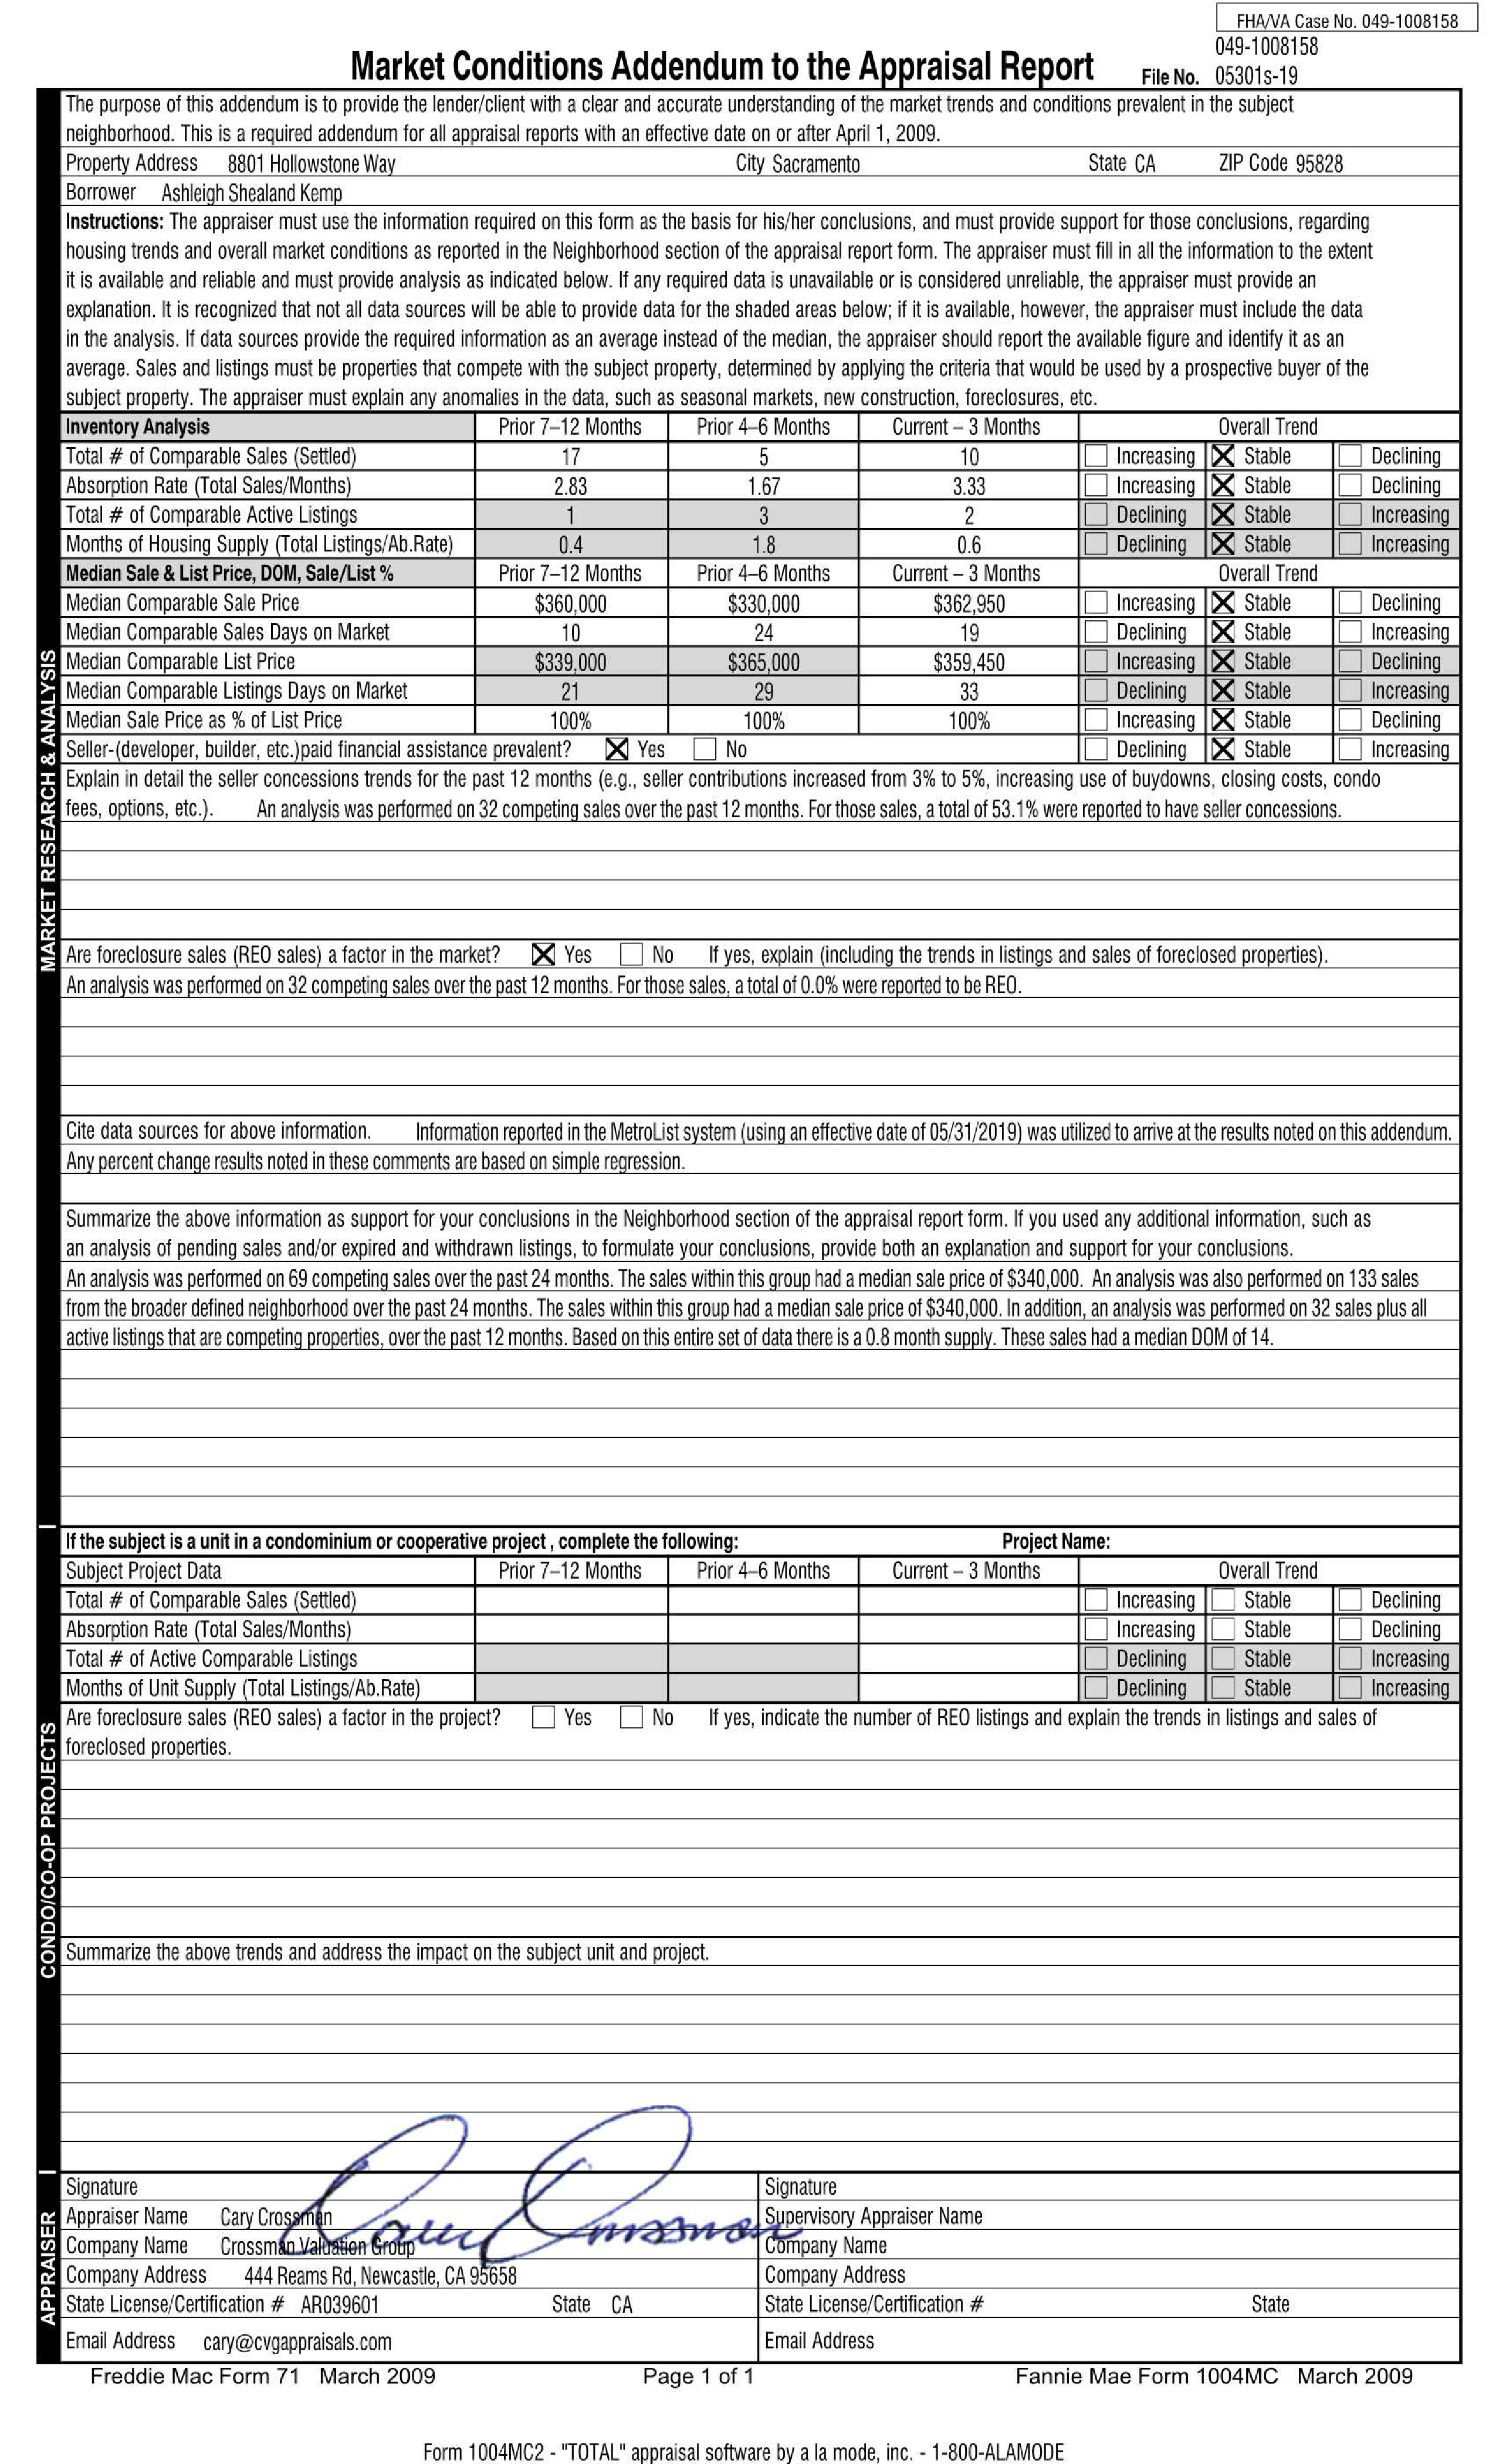 FHA/VA Case No. 049-1008158
049-1008158
Market Conditions Addendum to the Appraisal Report File No. 05301s-19
The purpose of this addendum is to provide the lender/client with a clear and accurate understanding of the market trends and conditions prevalent in the subject
neighborhood. This is a required addendum for all appraisal reports with an effective date on or after April 1, 2009.
Property Address 8801 Hollowstone Way City Sacramento State CA ZIP Code 95828
Borrower Ashleigh Shealand Kemp
Instructions: The appraiser must use the information required on this form as the basis for his/her conclusions, and must provide support for those conclusions, regarding
housing trends and overall market conditions as reported in the Neighborhood section of the appraisal report form. The appraiser must fill in all the information to the extent
it is available and reliable and must provide analysis as indicated below. If any required data is unavailable or is considered unreliable, the appraiser must provide an
explanation. It is recognized that not all data sources will be able to provide data for the shaded areas below; if it is available, however, the appraiser must include the data
in the analysis. If data sources provide the required information as an average instead of the median, the appraiser should report the available figure and identify it as an
average. Sales and listings must be properties that compete with the subject property, determined by applying the criteria that would be used by a prospective buyer of the
subject property. The appraiser must explain any anomalies in the data, such as seasonal markets, new construction, foreclosures, etc.
Inventory Analysis Prior 7–12 Months Prior 4–6 Months Current – 3 Months Overall Trend
Total # of Comparable Sales (Settled) 17 5 10 Increasing Stable Declining
Absorption Rate (Total Sales/Months) 2.83 1.67 3.33 Increasing Stable Declining
Total # of Comparable Active Listings 1 3 2 Declining Stable Increasing
Months of Housing Supply (Total Listings/Ab.Rate) 0.4 1.8 0.6 Declining Stable Increasing
Median Sale & List Price, DOM, Sale/List % Prior 7–12 Months Prior 4–6 Months Current – 3 Months Overall Trend
Median Comparable Sale Price $360,000 $330,000 $362,950 Increasing Stable Declining
Median Comparable Sales Days on Market 10 24 19 Declining Stable Increasing
Median Comparable List Price $339,000 $365,000 $359,450 Increasing Stable Declining
Median Comparable Listings Days on Market 21 29 33 Declining Stable Increasing
Median Sale Price as % of List Price 100% 100% 100% Increasing Stable Declining
Seller-(developer, builder, etc.)paid financial assistance prevalent? Yes No Declining Stable Increasing
Explain in detail the seller concessions trends for the past 12 months (e.g., seller contributions increased from 3% to 5%, increasing use of buydowns, closing costs, condo
fees, options, etc.). An analysis was performed on 32 competing sales over the past 12 months. For those sales, a total of 53.1% were reported to have seller concessions.
MARKET RESEARCH & ANALYSIS
Are foreclosure sales (REO sales) a factor in the market? Yes No If yes, explain (including the trends in listings and sales of foreclosed properties).
An analysis was performed on 32 competing sales over the past 12 months. For those sales, a total of 0.0% were reported to be REO.
Cite data sources for above information. Information reported in the MetroList system (using an effective date of 05/31/2019) was utilized to arrive at the results noted on this addendum.
Any percent change results noted in these comments are based on simple regression.
Summarize the above information as support for your conclusions in the Neighborhood section of the appraisal report form. If you used any additional information, such as
an analysis of pending sales and/or expired and withdrawn listings, to formulate your conclusions, provide both an explanation and support for your conclusions.
An analysis was performed on 69 competing sales over the past 24 months. The sales within this group had a median sale price of $340,000. An analysis was also performed on 133 sales
from the broader defined neighborhood over the past 24 months. The sales within this group had a median sale price of $340,000. In addition, an analysis was performed on 32 sales plus all
active listings that are competing properties, over the past 12 months. Based on this entire set of data there is a 0.8 month supply. These sales had a median DOM of 14.
If the subject is a unit in a condominium or cooperative project , complete the following: Project Name:
Subject Project Data Prior 7–12 Months Prior 4–6 Months Current – 3 Months Overall Trend
Total # of Comparable Sales (Settled) Increasing Stable Declining
Absorption Rate (Total Sales/Months) Increasing Stable Declining
Total # of Active Comparable Listings Declining Stable Increasing
Months of Unit Supply (Total Listings/Ab.Rate) Declining Stable Increasing
Are foreclosure sales (REO sales) a factor in the project? Yes No If yes, indicate the number of REO listings and explain the trends in listings and sales of
foreclosed properties.
CONDO/CO-OP PROJECTS
Summarize the above trends and address the impact on the subject unit and project.
APPRAISER
Signature Cary Crossman Signature
Appraiser Name Cary Crossman Supervisory Appraiser Name
Company Name Crossman Valuation Group Company Name
Company Address 444 Reams Rd, Newcastle, CA 95658 Company Address
State License/Certification # AR039601 State CA State License/Certification # State
Email Address cary@cvgappraisals.com Email Address
Freddie Mac Form 71 March 2009 Page 1 of 1 Fannie Mae Form 1004MC March 2009
Form 1004MC2 - "TOTAL" appraisal software by a la mode, inc. - 1-800-ALAMODE